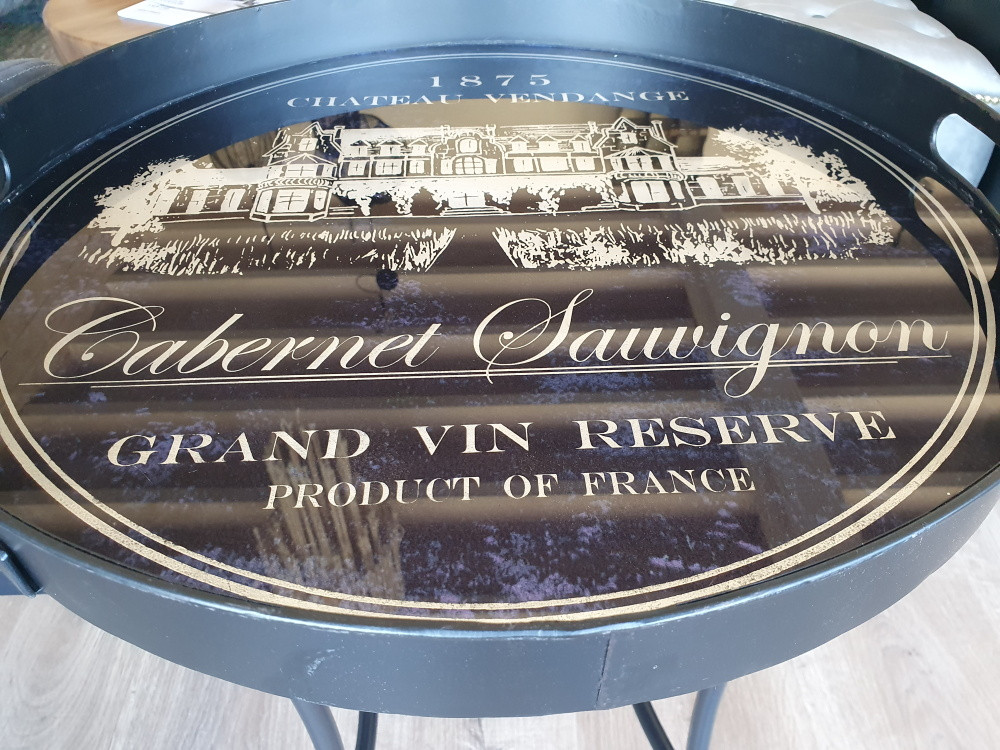 1875
CHATEAU VENDANGE
Cabernet Sauvignon
GRAND VIN RESERVE
PRODUCT OF FRANCE